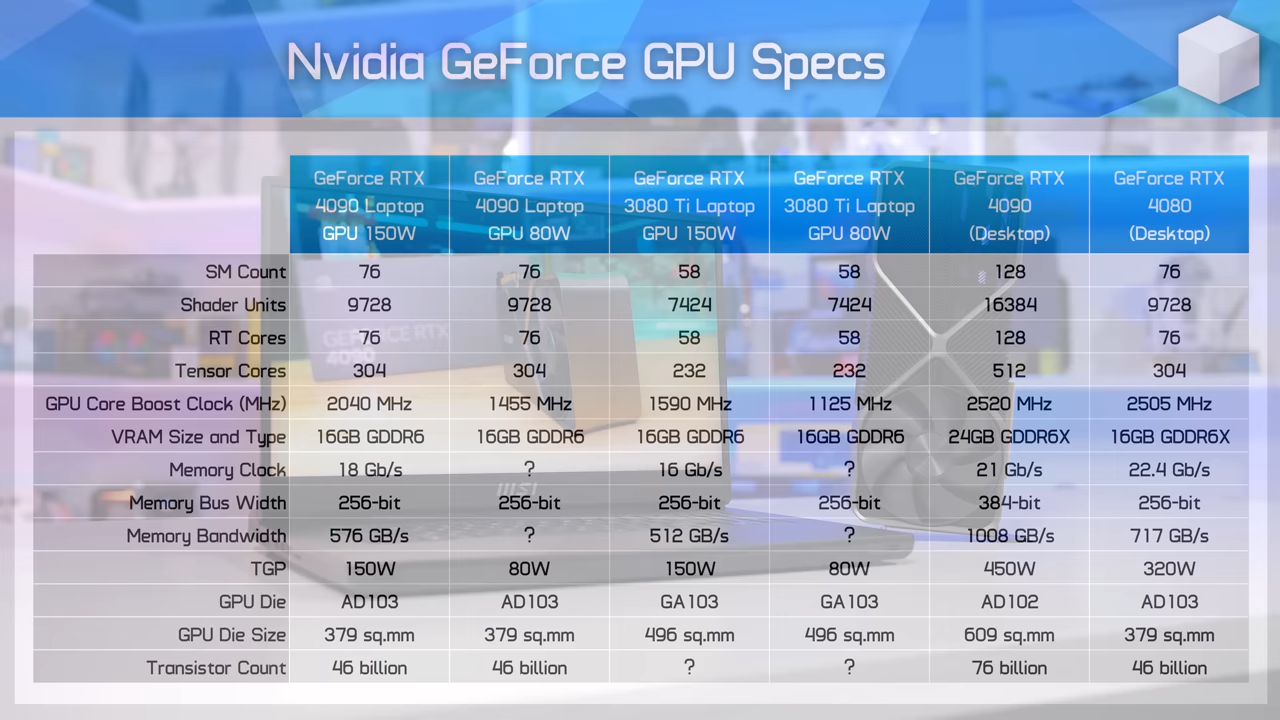 Nvidia GeForce GPU Specs
GeForce RTX 4090 Laptop GPU 150W GeForce RTX 4090 Laptop GPU 80W GeForce RTX 3080 Ti Laptop GPU 150W GeForce RTX 3080 Ti Laptop GPU 80W GeForce RTX 4090 (Desktop) GeForce RTX 4080 (Desktop)
SM Count 76 76 58 58 128 76
Shader Units 9728 9728 7424 7424 16384 9728
RT Cores 76 76 58 58 128 76
Tensor Cores 304 304 232 232 512 304
GPU Core Boost Clock (MHz) 2040 MHz 1455 MHz 1590 MHz 1125 MHz 2520 MHz 2505 MHz
VRAM Size and Type 16GB GDDR6 16GB GDDR6 16GB GDDR6 16GB GDDR6 24GB GDDR6X 16GB GDDR6X
Memory Clock 18 Gb/s ? 16 Gb/s ? 21 Gb/s 22.4 Gb/s
Memory Bus Width 256-bit 256-bit 256-bit 256-bit 384-bit 256-bit
Memory Bandwidth 576 GB/s ? 512 GB/s ? 1008 GB/s 717 GB/s
TGP 150W 80W 150W 80W 450W 320W
GPU Die AD103 AD103 GA103 GA103 AD102 AD103
GPU Die Size 379 sq.mm 379 sq.mm 496 sq.mm 496 sq.mm 609 sq.mm 379 sq.mm
Transistor Count 46 billion 46 billion ? ? 76 billion 46 billion
GEFORCE RTX
4090
msi